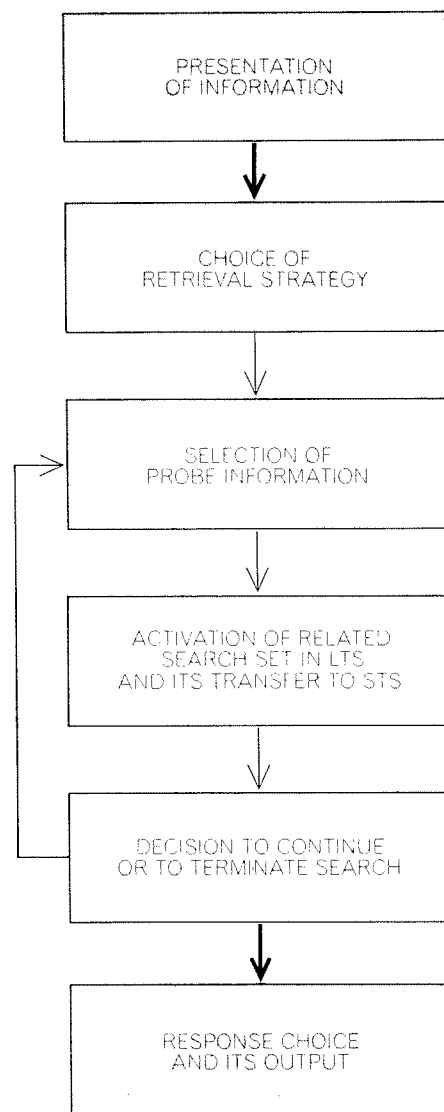 PRESENTATION
OF INFORMATION
CHOICE OF
RETRIEVAL STRATEGY
SELECTION OF
PROBE INFORMATION
ACTIVATION OF RELATED
SEARCH SET IN LTS
AND ITS TRANSFER TO STS
DECISION TO CONTINUE
OR TO TERMINATE SEARCH
RESPONSE CHOICE
AND ITS OUTPUT